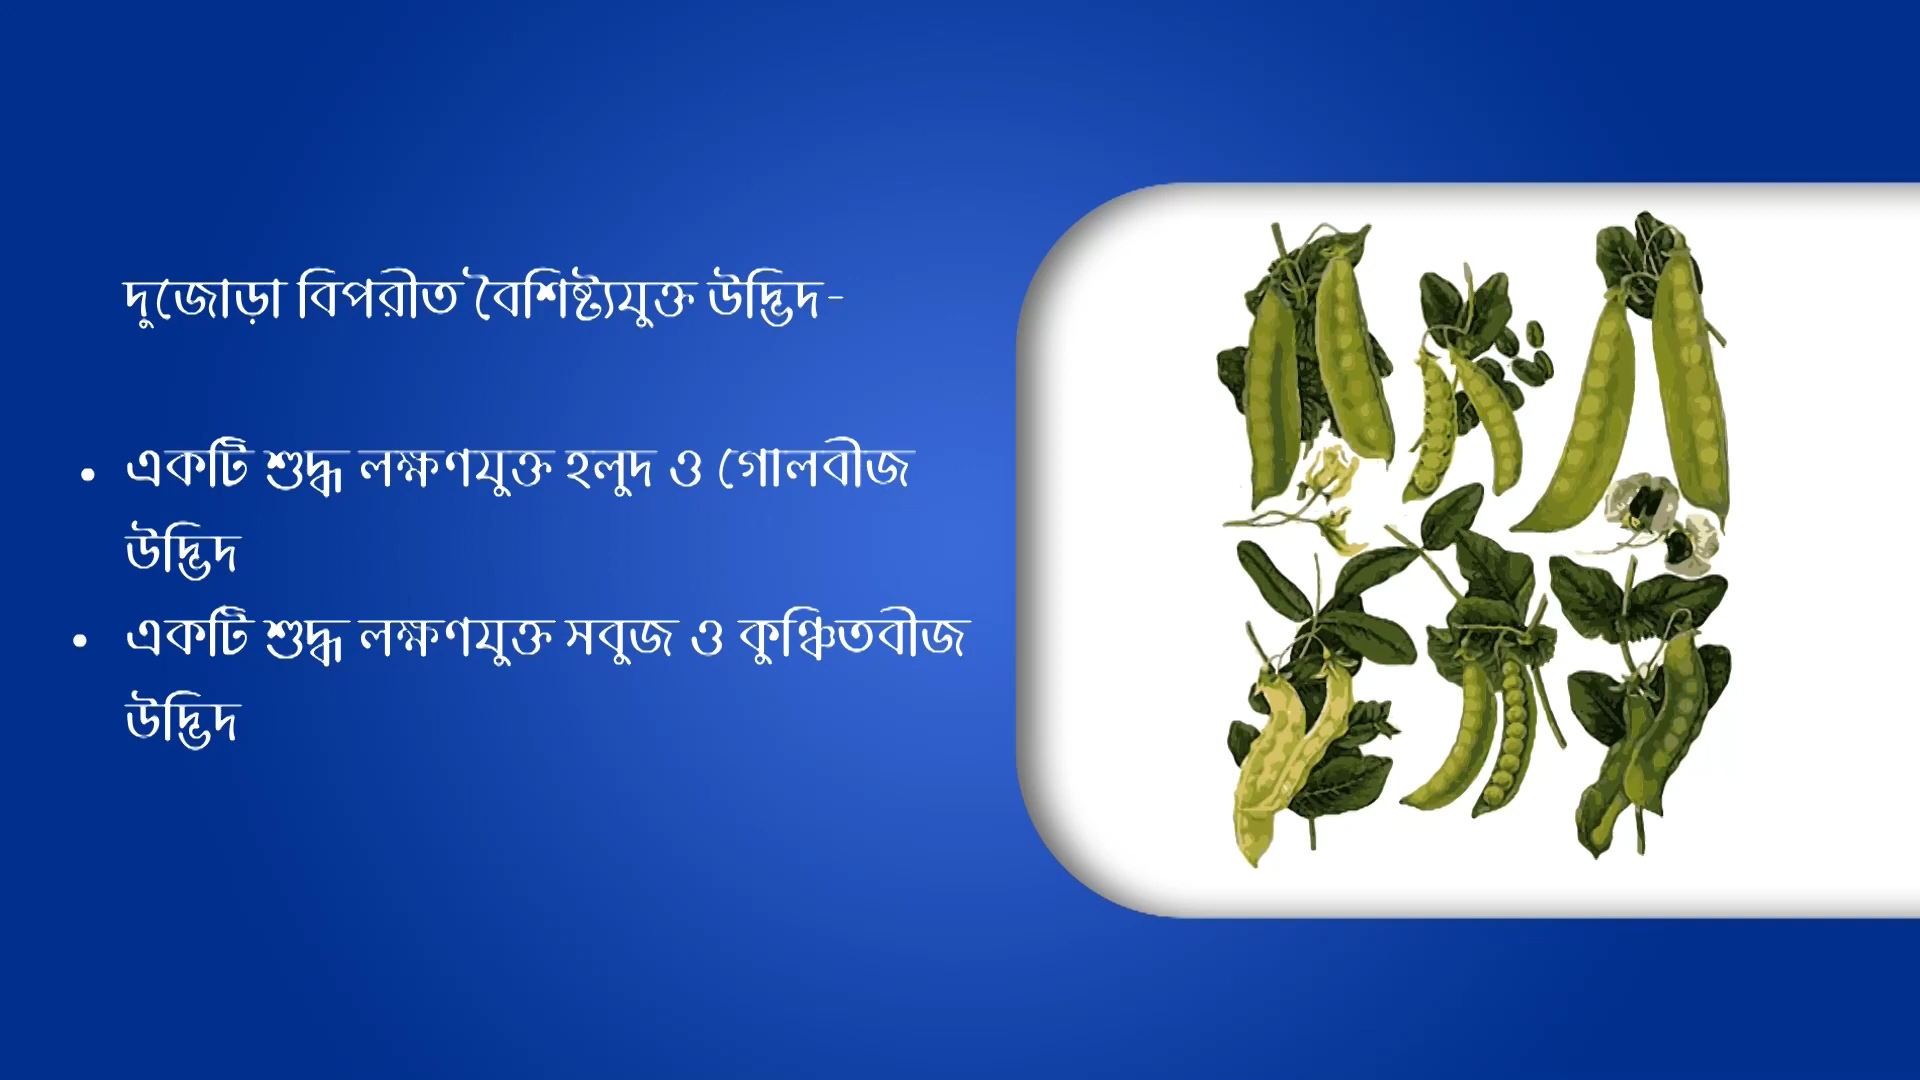 দুজোড়া বিপরীত বৈশিষ্ট্যযুক্ত উদ্ভিদ-
• একটি শুদ্ধ লক্ষণযুক্ত হলুদ ও গোলবীজ
উদ্ভিদ
• একটি শুদ্ধ লক্ষণযুক্ত সবুজ ও কুঞ্চিতবীজ
উদ্ভিদ